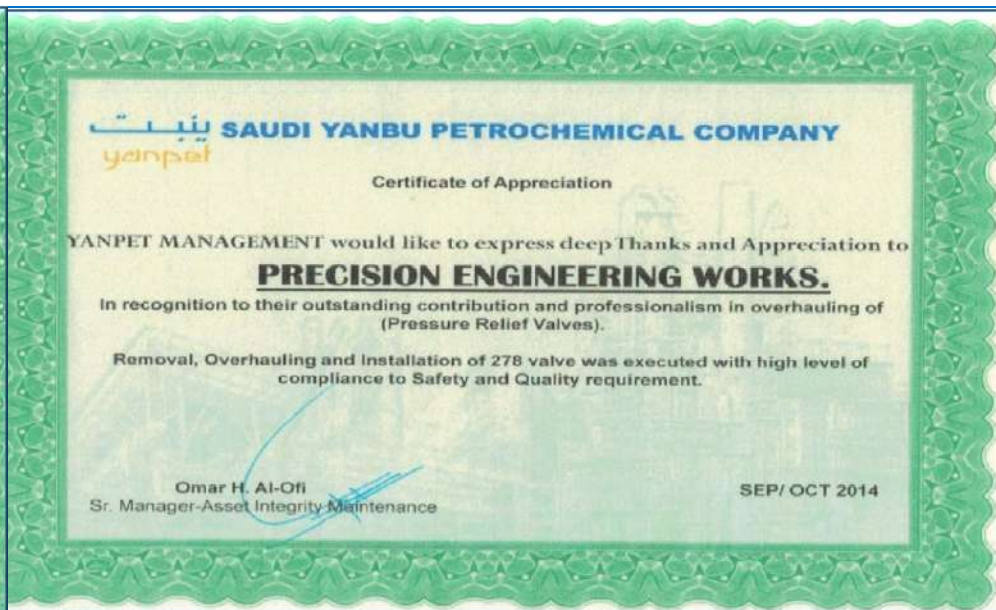 ينبت SAUDI YANBU PETROCHEMICAL COMPANY
yanpet
Certificate of Appreciation
YANPET MANAGEMENT would like to express deep Thanks and Appreciation to
PRECISION ENGINEERING WORKS.
In recognition to their outstanding contribution and professionalism in overhauling of
(Pressure Relief Valves).
Removal, Overhauling and Installation of 278 valve was executed with high level of
compliance to Safety and Quality requirement.
Omar H. Al-Ofi
SEP/ OCT 2014
Sr. Manager-Asset Integrity Maintenance